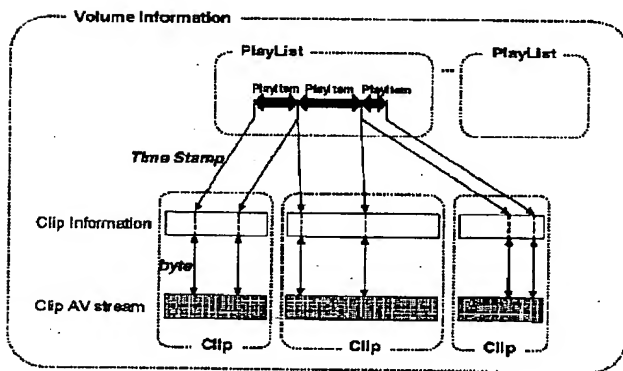 Volume Information
PlayList
...
PlayList
PlayItem PlayItem PlayItem
Time Stamp
Clip Information
byte
Clip AV stream
Clip
Clip
Clip